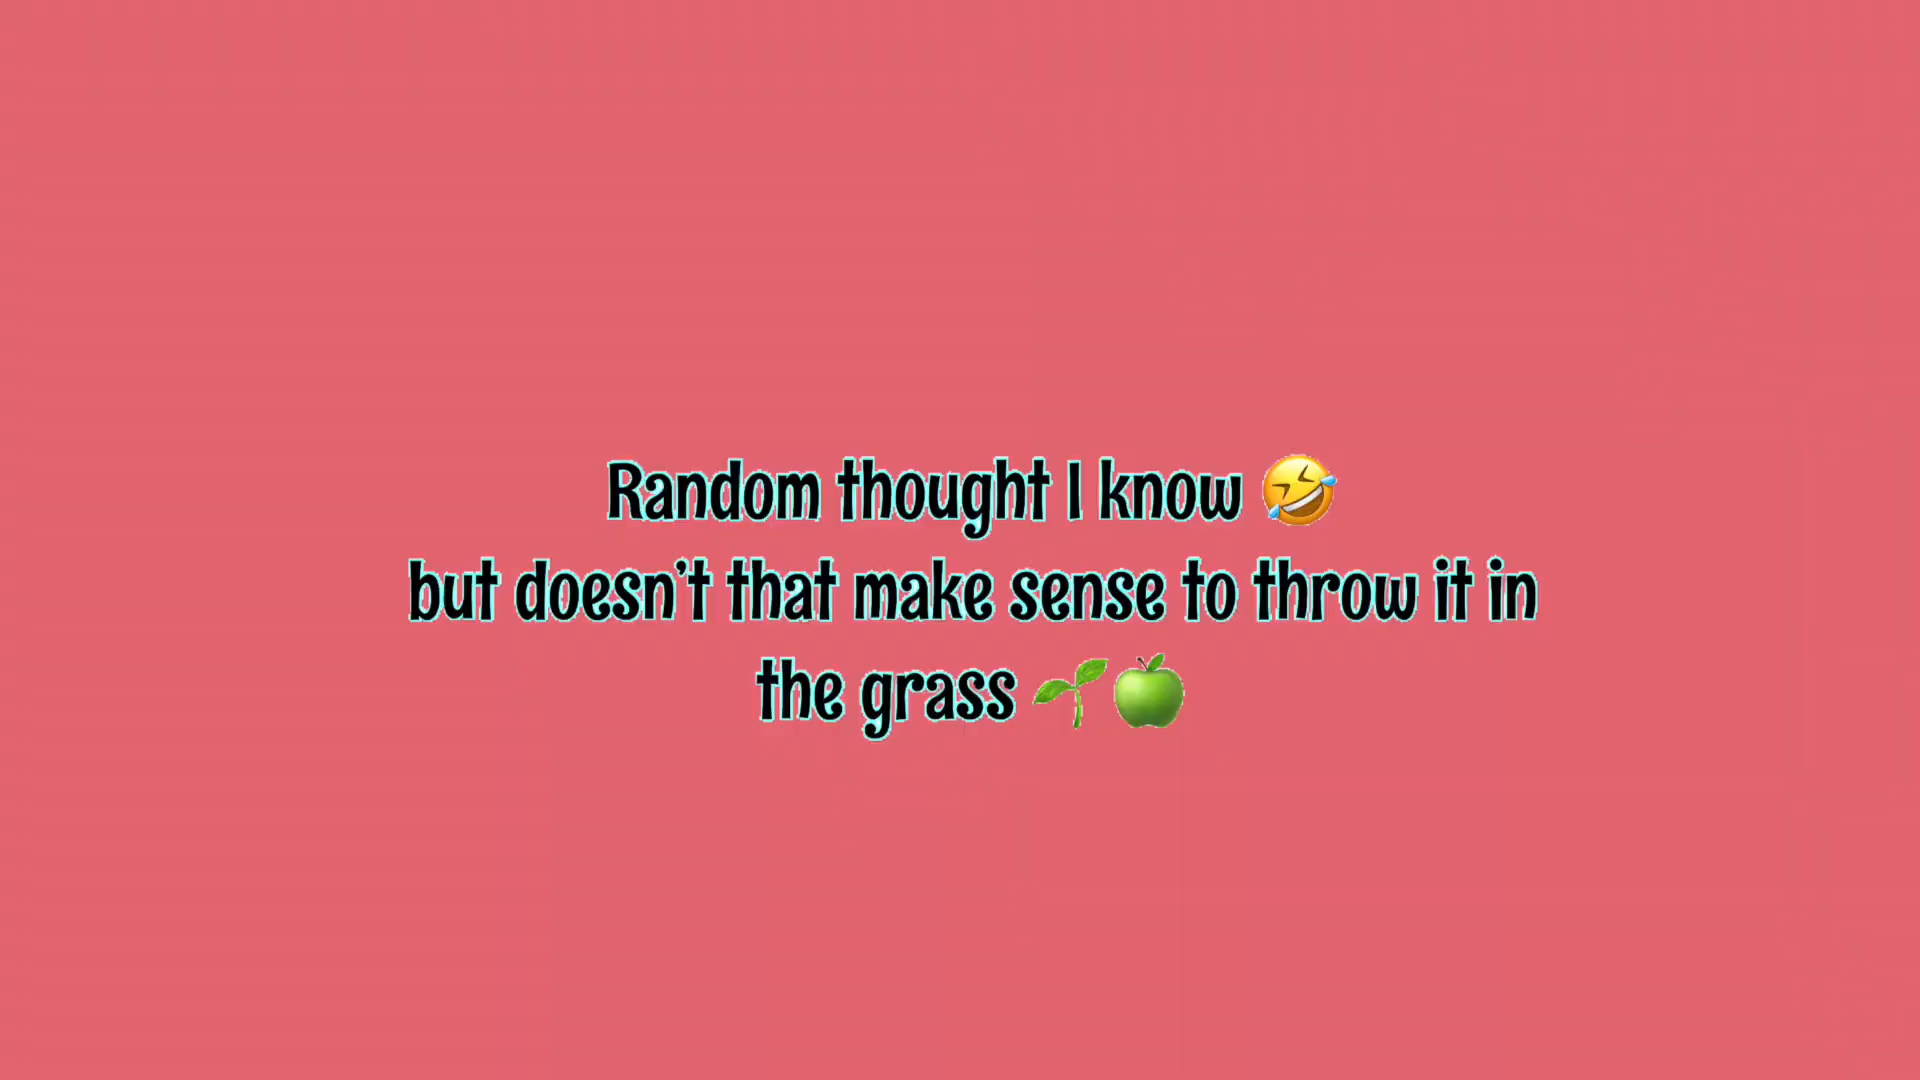 Random thought I know 🤣
but doesn't that make sense to throw it in
the grass 🌱🍏